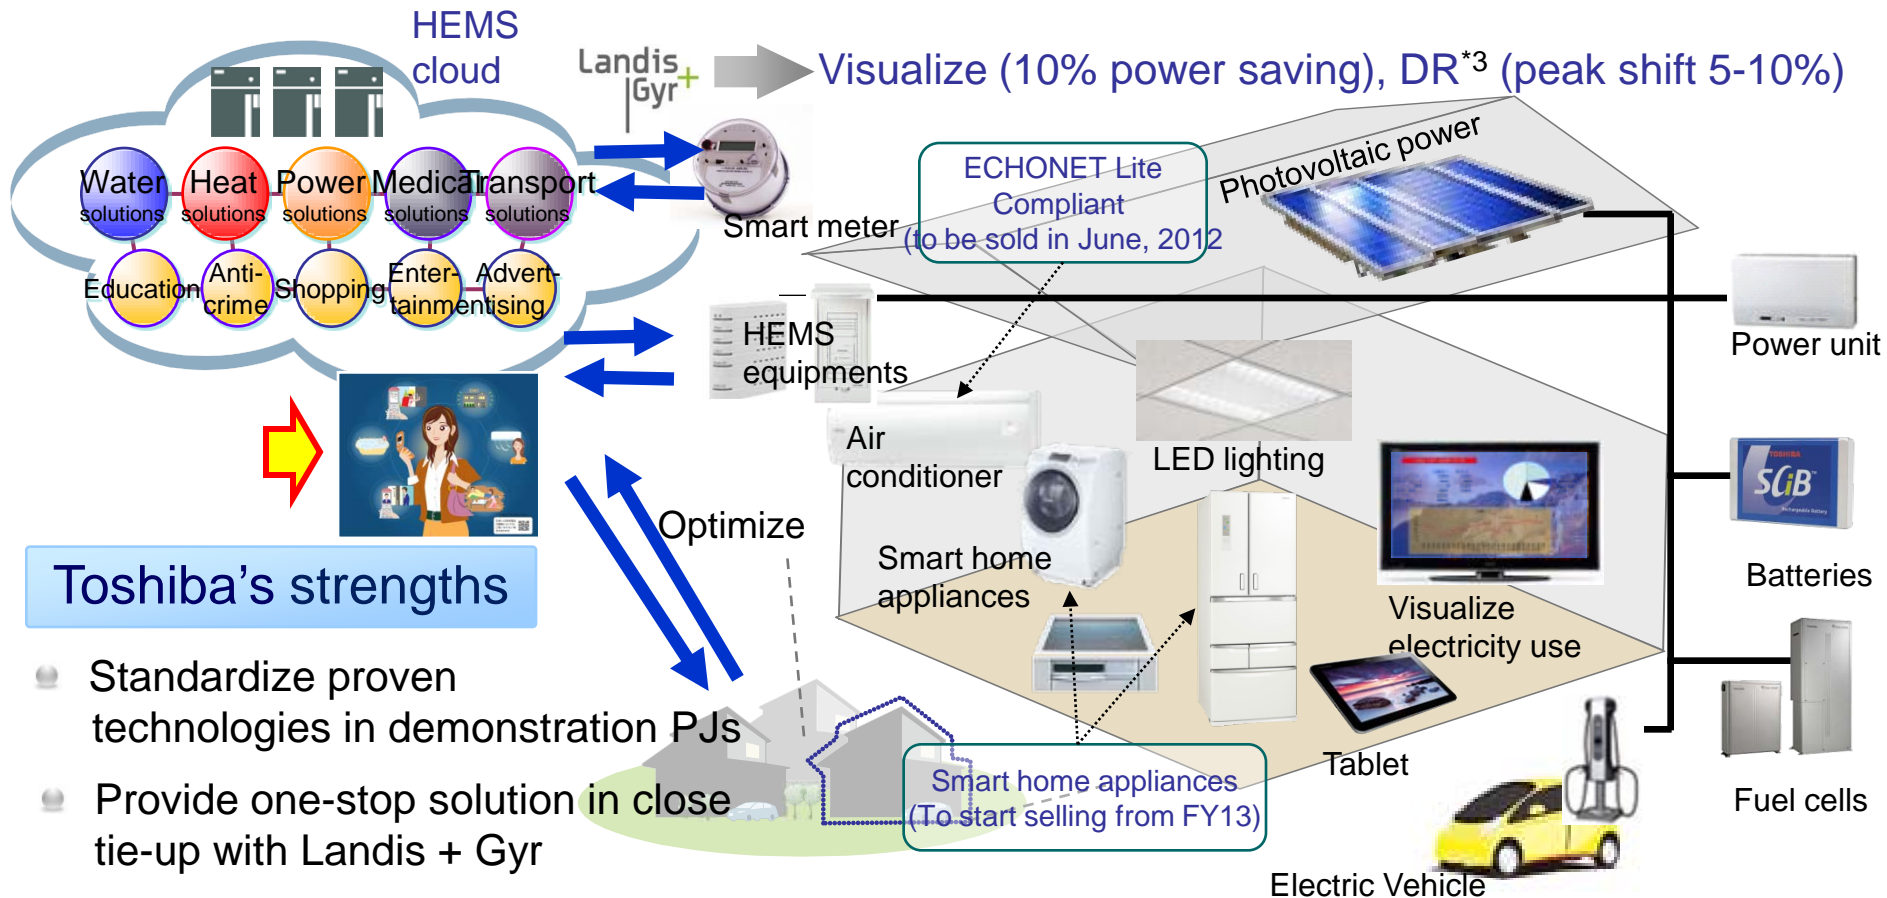 HEMS
cloud
Landis
Gyr+
Visualize (10% power saving), DR*3 (peak shift 5-10%)
Water
solutions
Heat
solutions
Power
solutions
Medical
solutions
Transport
solutions
Education
Anti-
crime
Shopping
Enter-
tainment
Advert-
ising
Smart meter
ECHONET Lite
Compliant
(to be sold in June, 2012
Photovoltaic power
HEMS
equipments
Power unit
Air
conditioner
LED lighting
TOSHIBA
SCiB™
Rechargeable Battery
Batteries
Optimize
Smart home
appliances
Visualize
electricity use
Toshiba's strengths
Standardize proven
technologies in demonstration PJs
Provide one-stop solution in close
tie-up with Landis + Gyr
Smart home appliances
(To start selling from FY13)
Tablet
Fuel cells
Electric Vehicle